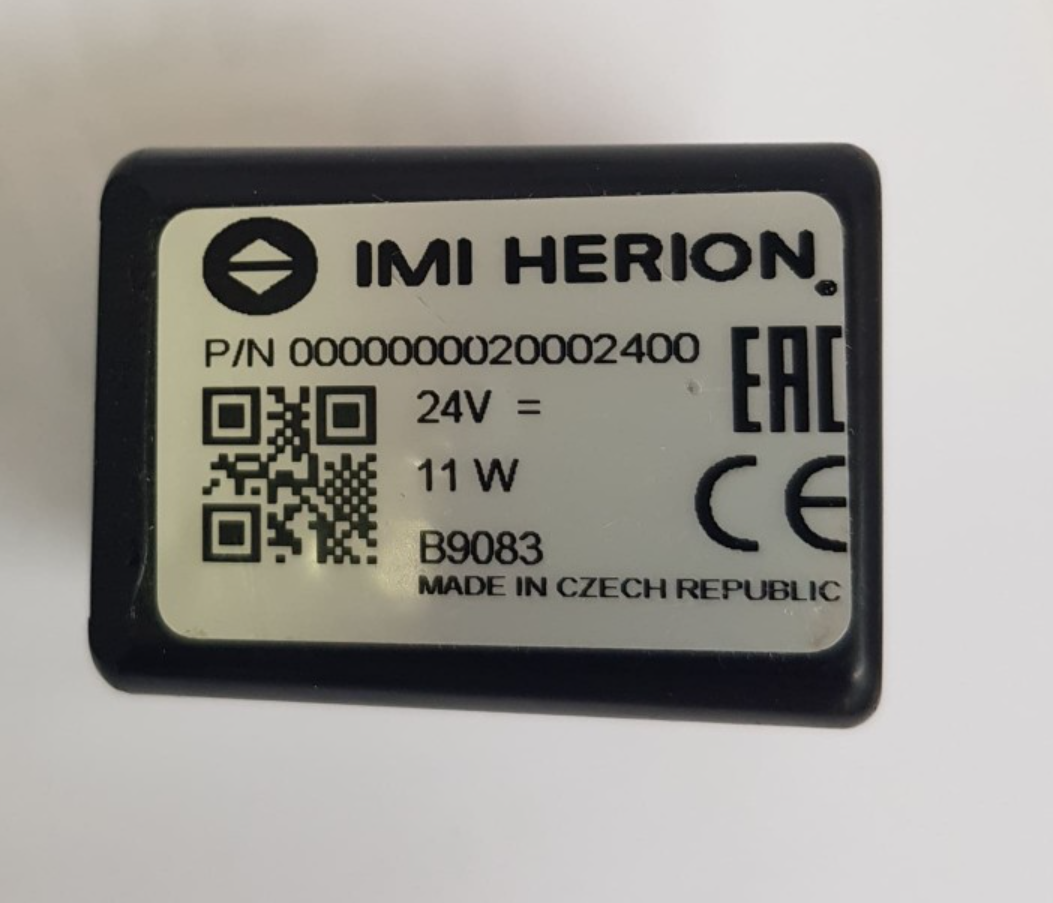 IMI HERION®
P/N 0000000020002400
EAC
24V =
11 W
CE
B9083
MADE IN CZECH REPUBLIC